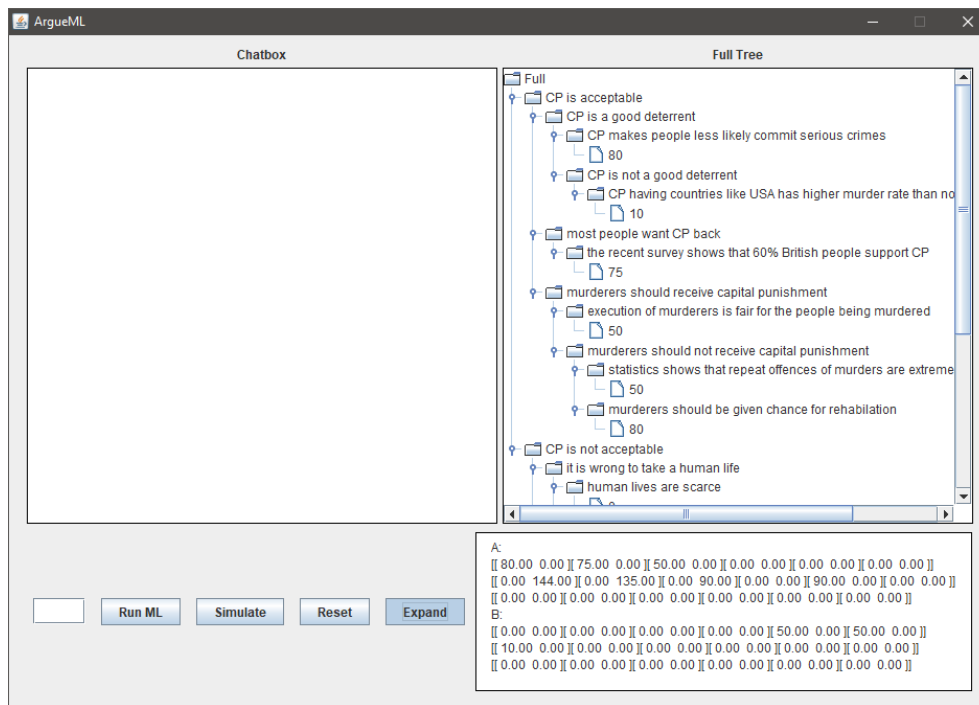 ArgueML
Chatbox
Full Tree
Full
CP is acceptable
CP is a good deterrent
CP makes people less likely commit serious crimes
80
CP is not a good deterrent
CP having countries like USA has higher murder rate than no
10
most people want CP back
the recent survey shows that 60% British people support CP
75
murderers should receive capital punishment
execution of murderers is fair for the people being murdered
50
murderers should not receive capital punishment
statistics shows that repeat offences of murders are extreme
50
murderers should be given chance for rehabilation
80
CP is not acceptable
it is wrong to take a human life
human lives are scarce
Run ML
Simulate
Reset
Expand
A:
[[ 80.00 0.00 ][ 75.00 0.00 ][ 50.00 0.00 ][ 0.00 0.00 ][ 0.00 0.00 ][ 0.00 0.00 ]]
[[ 0.00 144.00 ][ 0.00 135.00 ][ 0.00 90.00 ][ 0.00 0.00 ][ 90.00 0.00 ][ 0.00 0.00 ]]
[[ 0.00 0.00 ][ 0.00 0.00 ][ 0.00 0.00 ][ 0.00 0.00 ][ 0.00 0.00 ][ 0.00 0.00 ]]
B:
[[ 0.00 0.00 ][ 0.00 0.00 ][ 0.00 0.00 ][ 0.00 0.00 ][ 50.00 0.00 ][ 50.00 0.00 ]]
[[ 10.00 0.00 ][ 0.00 0.00 ][ 0.00 0.00 ][ 0.00 0.00 ][ 0.00 0.00 ][ 0.00 0.00 ]]
[[ 0.00 0.00 ][ 0.00 0.00 ][ 0.00 0.00 ][ 0.00 0.00 ][ 0.00 0.00 ][ 0.00 0.00 ]]